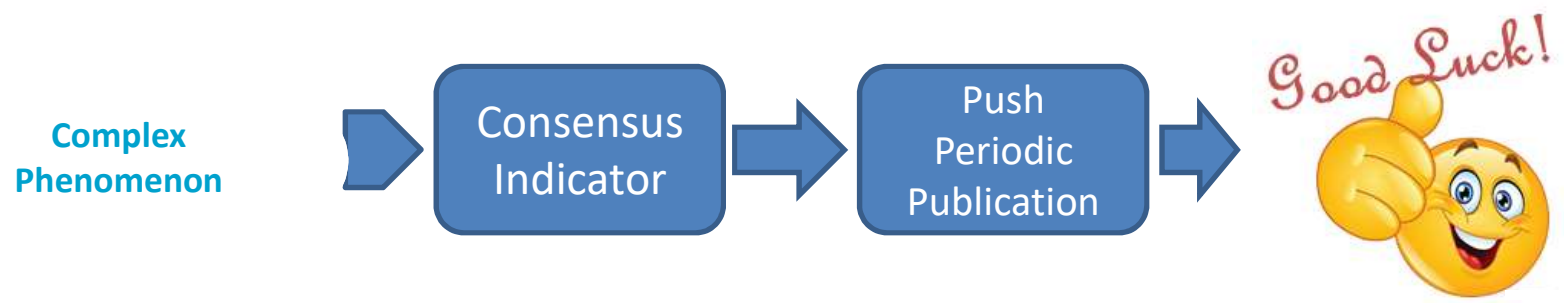 Complex
Phenomenon
Consensus
Indicator
Push
Periodic
Publication
Good Luck!